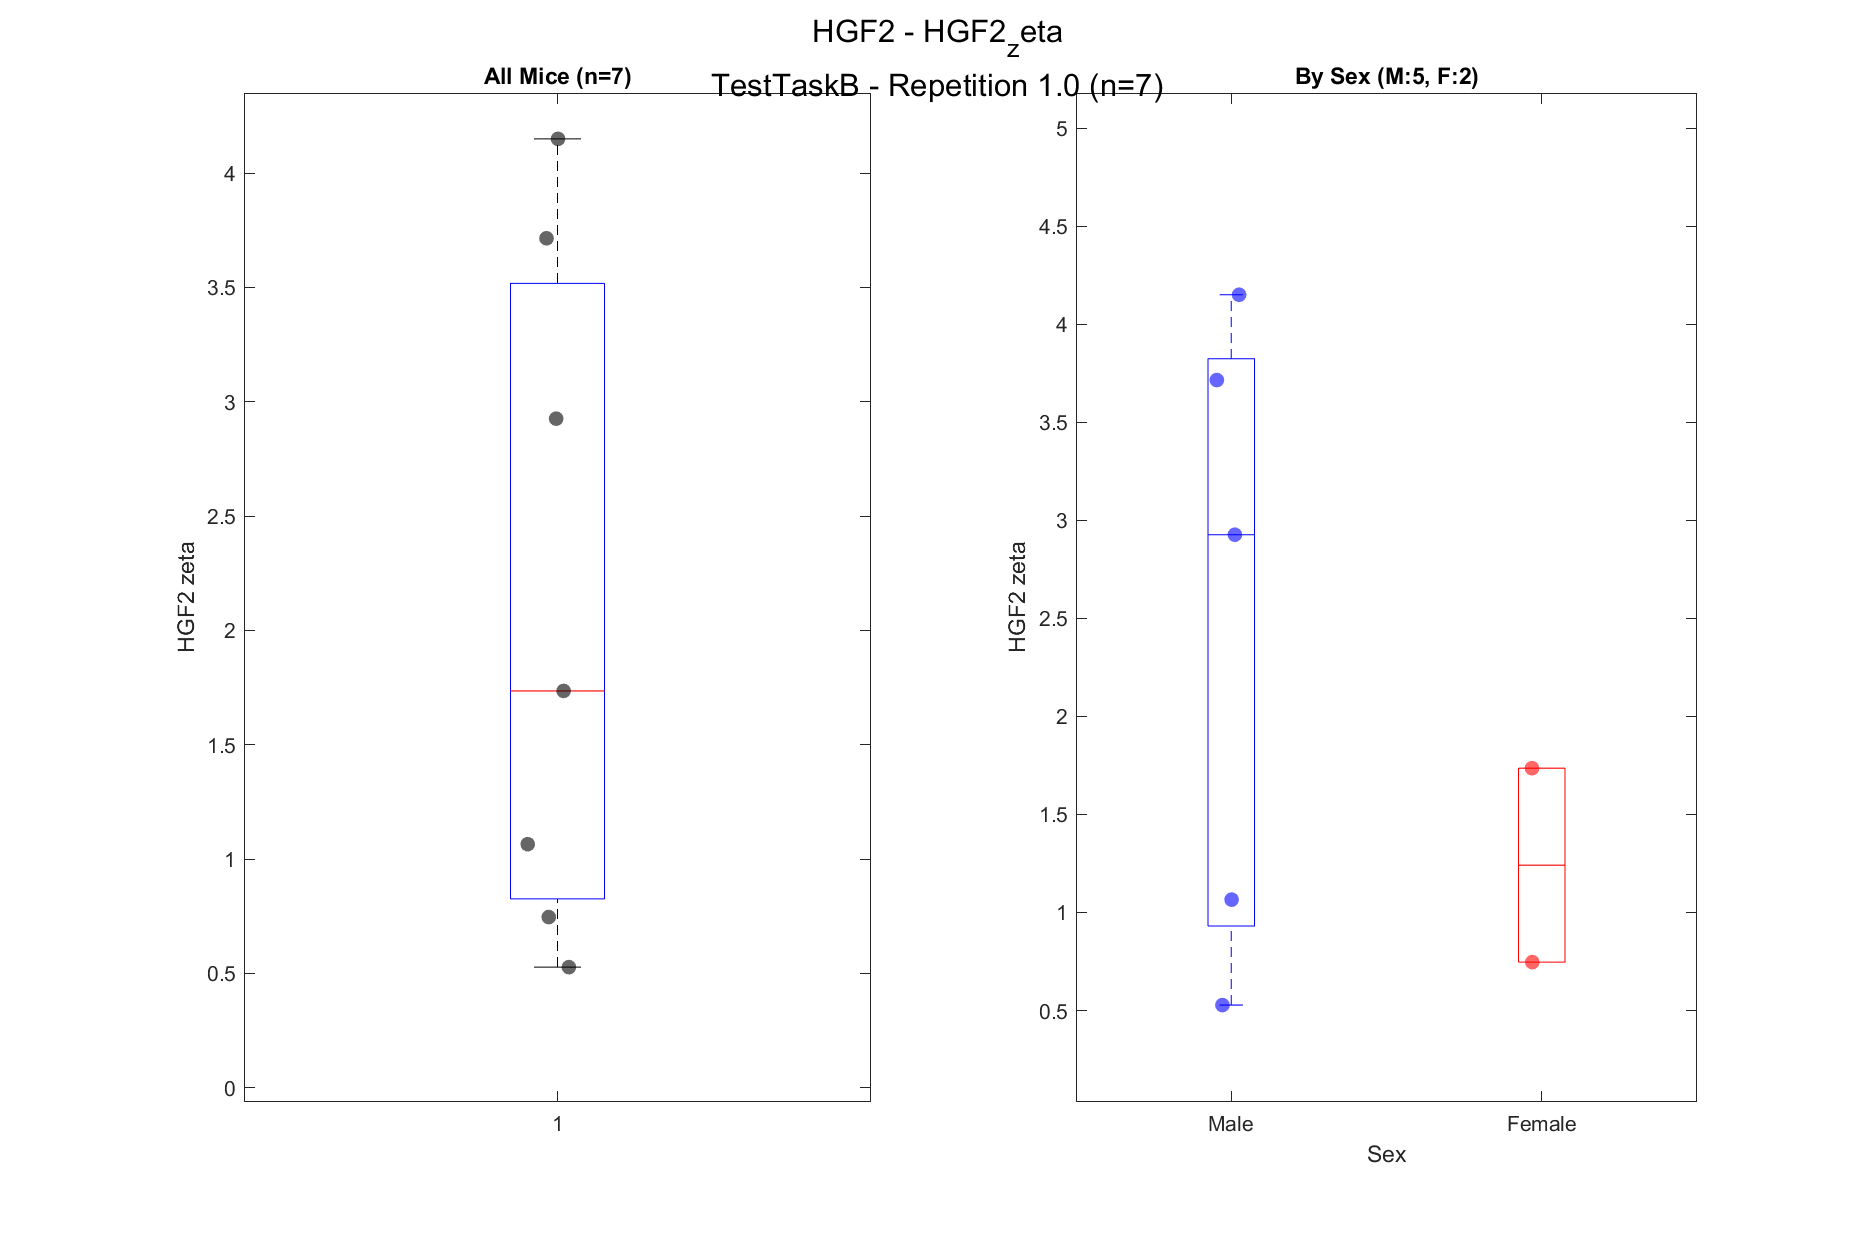 HGF2 - HGF2_zeta
TestTaskB - Repetition 1.0 (n=7)
All Mice (n=7)
HGF2 zeta
4
3.5
3
2.5
2
1.5
1
0.5
0
1
By Sex (M:5, F:2)
HGF2 zeta
5
4.5
4
3.5
3
2.5
2
1.5
1
0.5
Male Female
Sex